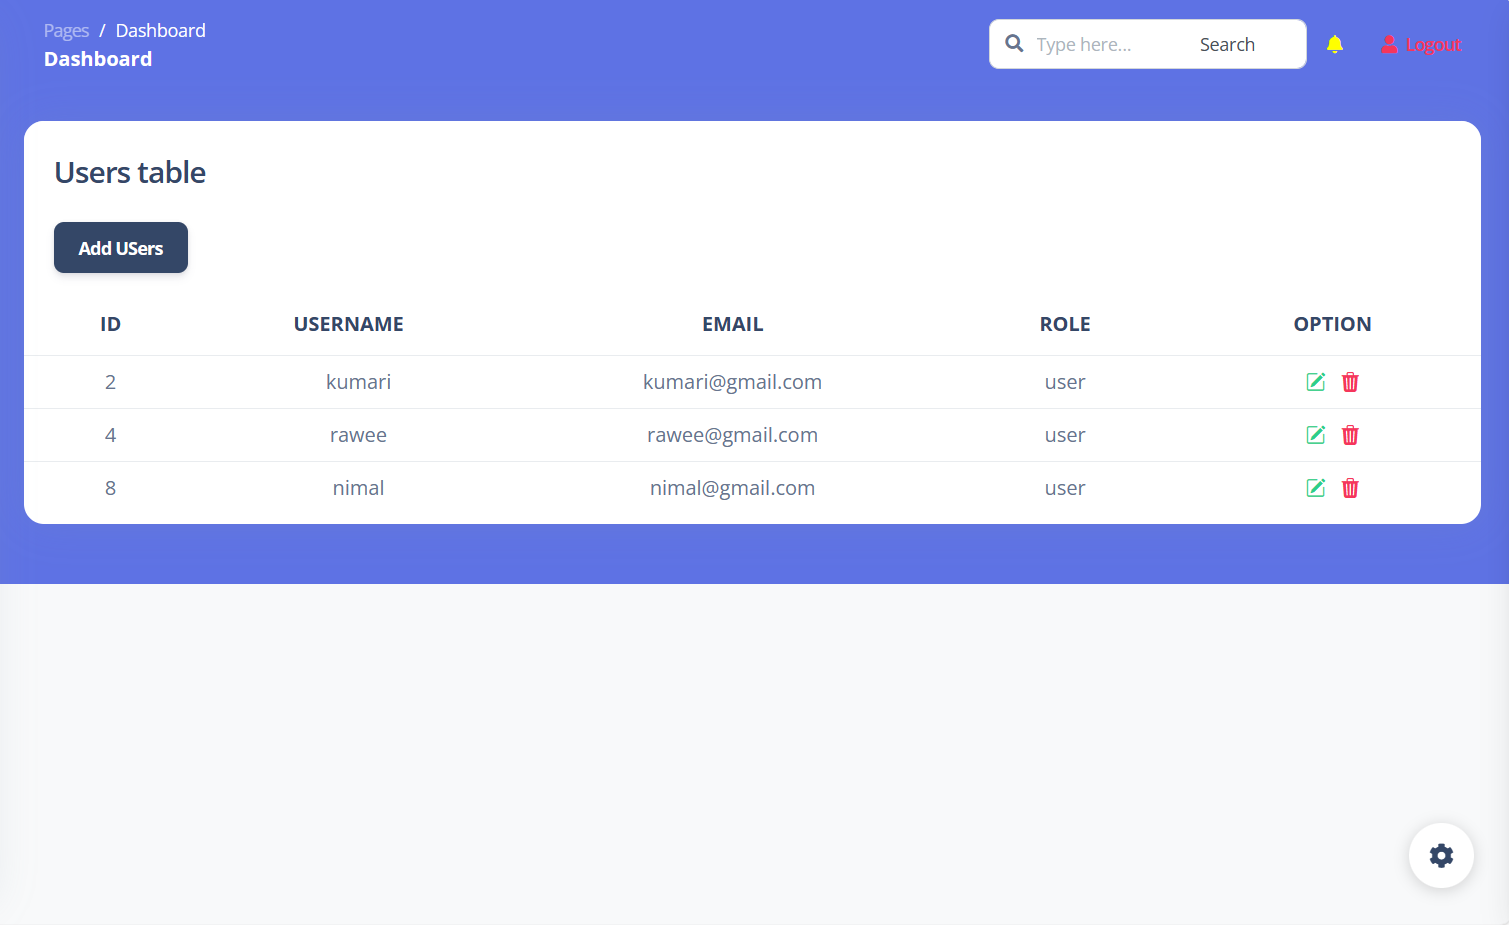 Pages / Dashboard
Dashboard
Type here... Search
Logout
Users table
Add USers
ID USERNAME EMAIL ROLE OPTION
2 kumari kumari@gmail.com user
4 rawee rawee@gmail.com user
8 nimal nimal@gmail.com user